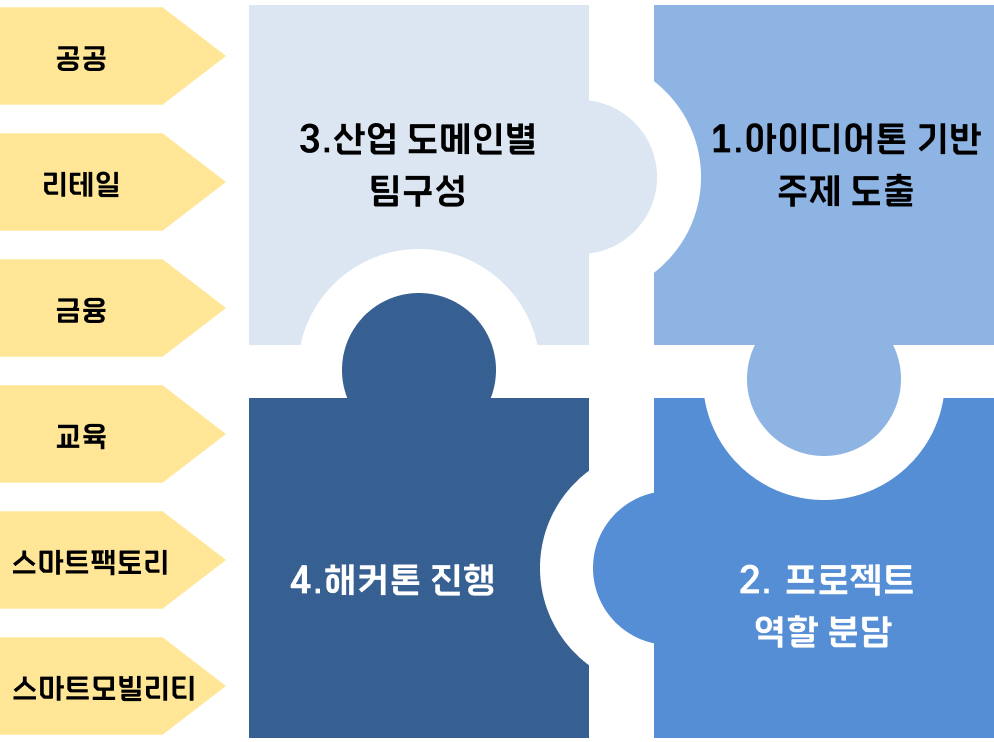 공공
리테일
금융
교육
스마트팩토리
스마트모빌리티
3.산업 도메인별
팀구성
1.아이디어톤 기반
주제 도출
4.해커톤 진행
2. 프로젝트
역할 분담